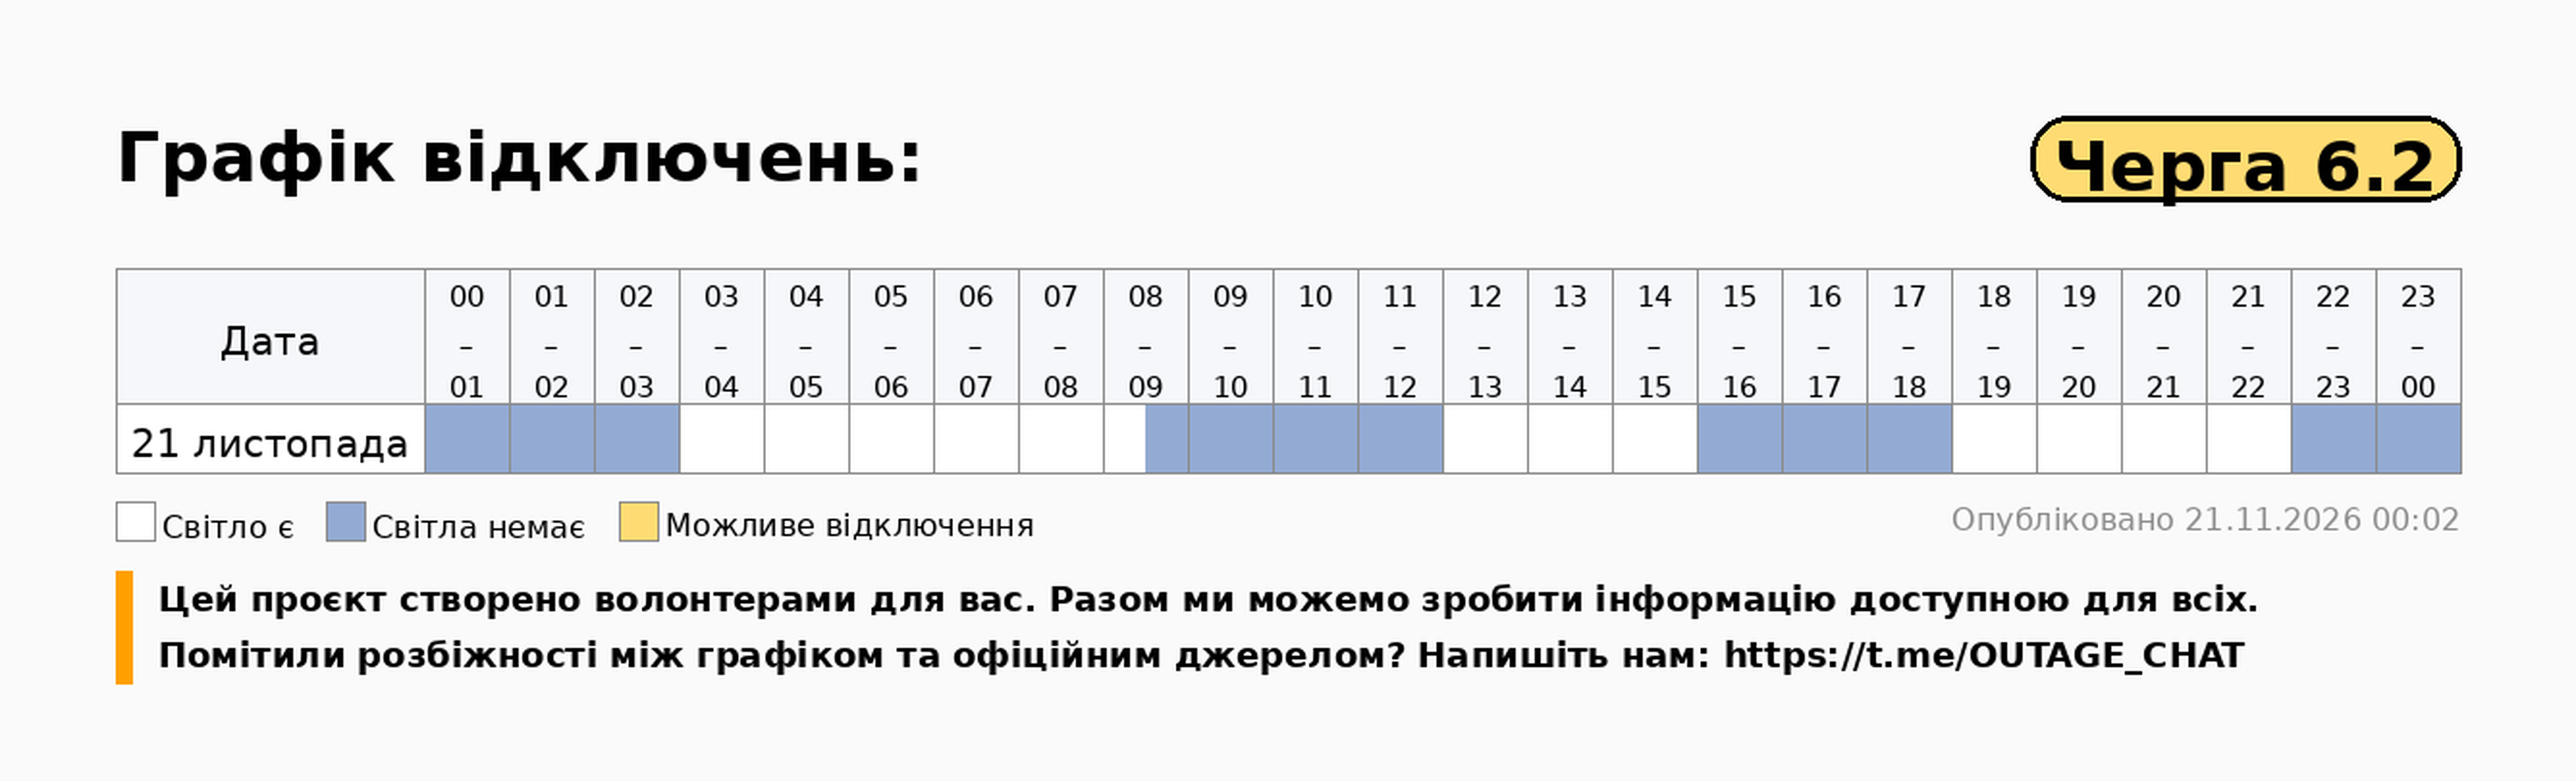 Графік відключень:
Черга 6.2
Дата 00 – 01 01 – 02 02 – 03 03 – 04 04 – 05 05 – 06 06 – 07 07 – 08 08 – 09 09 – 10 10 – 11 11 – 12 12 – 13 13 – 14 14 – 15 15 – 16 16 – 17 17 – 18 18 – 19 19 – 20 20 – 21 21 – 22 22 – 23 23 – 00
21 листопада
Світло є Світла немає Можливе відключення
Опубліковано 21.11.2026 00:02
Цей проєкт створено волонтерами для вас. Разом ми можемо зробити інформацію доступною для всіх.
Помітили розбіжності між графіком та офіційним джерелом? Напишіть нам: https://t.me/OUTAGE_CHAT